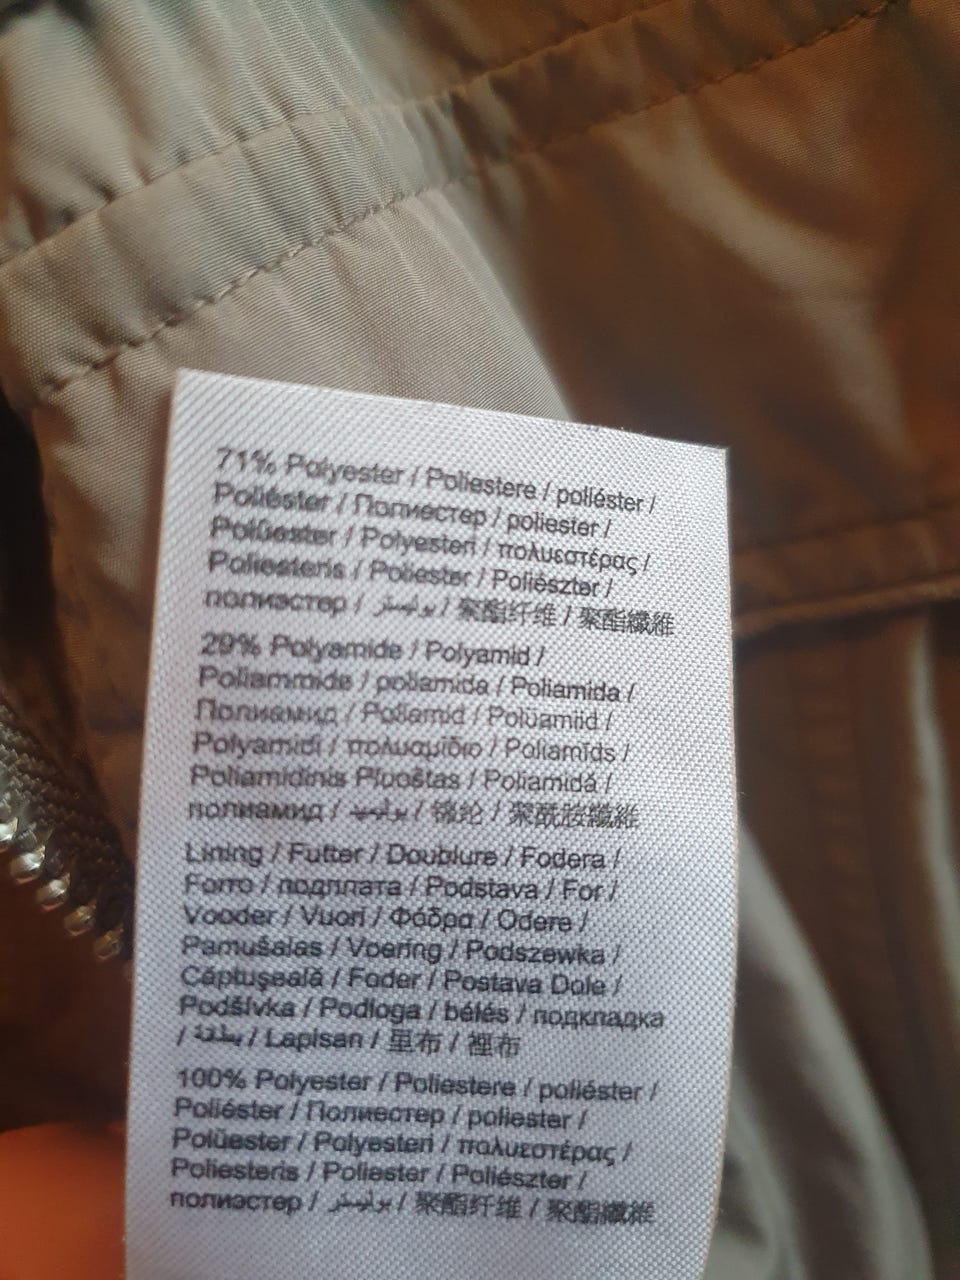 71% Polyester / Poliestere / poliéster /
Poliéster / Полиестер / poliester /
Polüester / Polyesteri / πολυεστέρας /
Poliesteris / Poliester / Poliészter /
полиэстер / بوليستر / 聚酯纤维 / 聚酯纖維
29% Polyamide / Polyamid /
Poliammide / poliamida / Poliamida /
Полиамид / Poliamid / Polüamiid /
Polyamidi / πολυαμίδιο / Poliamīds /
Poliamidinis Pluoštas / Poliamidá /
полиамид / بوليميد / 锦纶 / 聚酰胺纖維
Lining / Futter / Doublure / Fodera /
Forro / подплата / Podstava / For /
Vooder / Vuori / Φόδρα / Odere /
Pamušalas / Voering / Podszewka /
Căptuşeală / Foder / Postava Dole /
Podšívka / Podloga / bélés / подкладка
/ بطانة / Lapisan / 里布 / 裡布
100% Polyester / Poliestere / poliéster /
Poliéster / Полиестер / poliester /
Polüester / Polyesteri / πολυεστέρας /
Poliesteris / Poliester / Poliészter /
полиэстер / بوليستر / 聚酯纤维 / 聚酯纖維